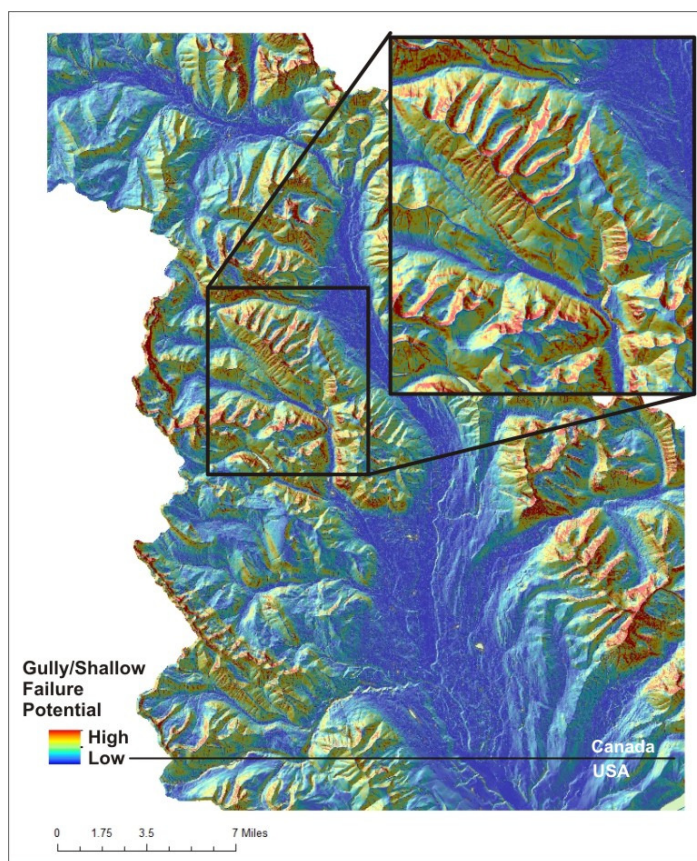 Gully/Shallow
Failure
Potential
High
Low
Canada
USA
0 1.75 3.5 7 Miles